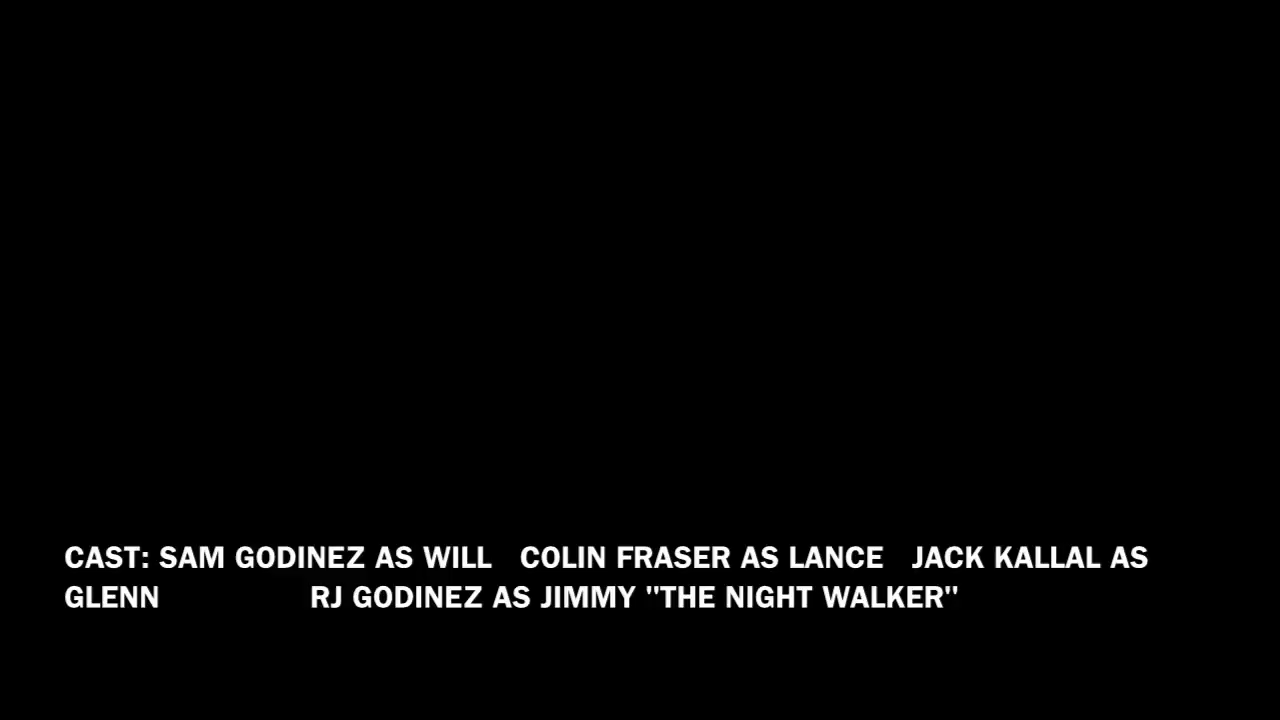 CAST: SAM GODINEZ AS WILL   COLIN FRASER AS LANCE   JACK KALLAL AS
GLENN                RJ GODINEZ AS JIMMY "THE NIGHT WALKER"